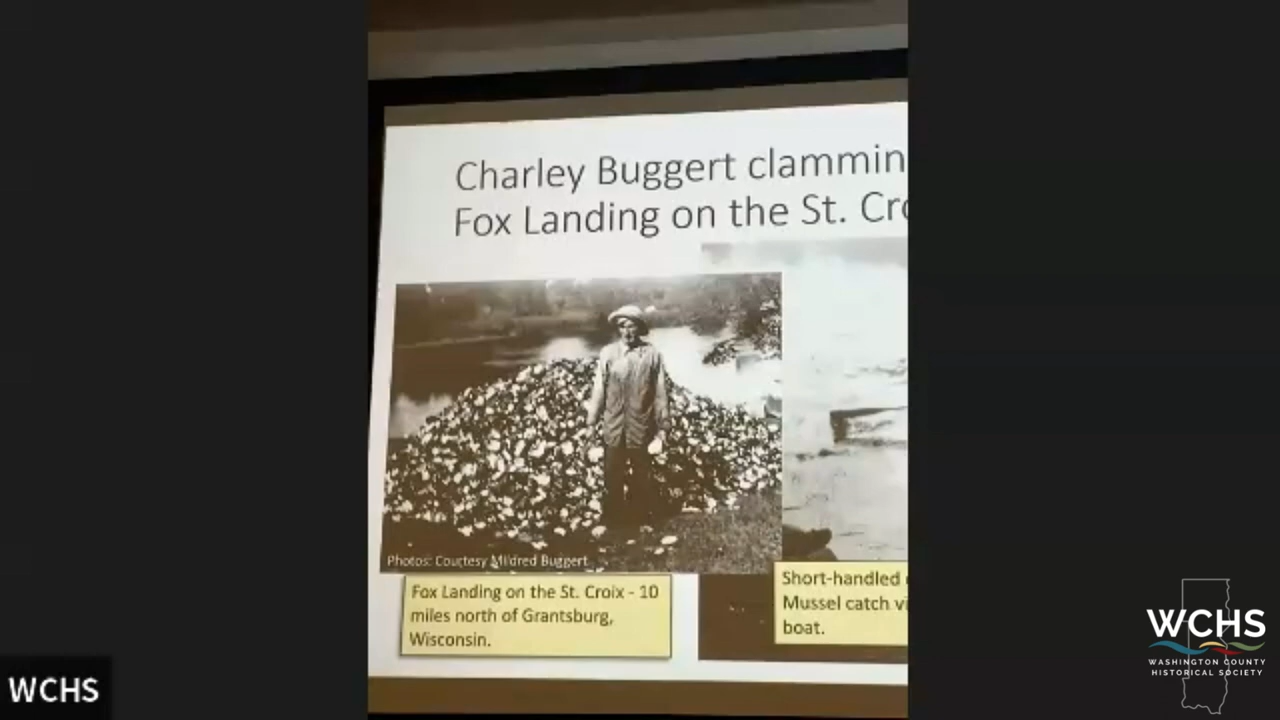 Charley Buggert clammin
Fox Landing on the St. Cro
Photos: Courtesy Mildred Buggert
Fox Landing on the St. Croix - 10
miles north of Grantsburg,
Wisconsin.
Short-handled
Mussel catch vi
boat.
WCHS
WASHINGTON COUNTY
HISTORICAL SOCIETY
WCHS